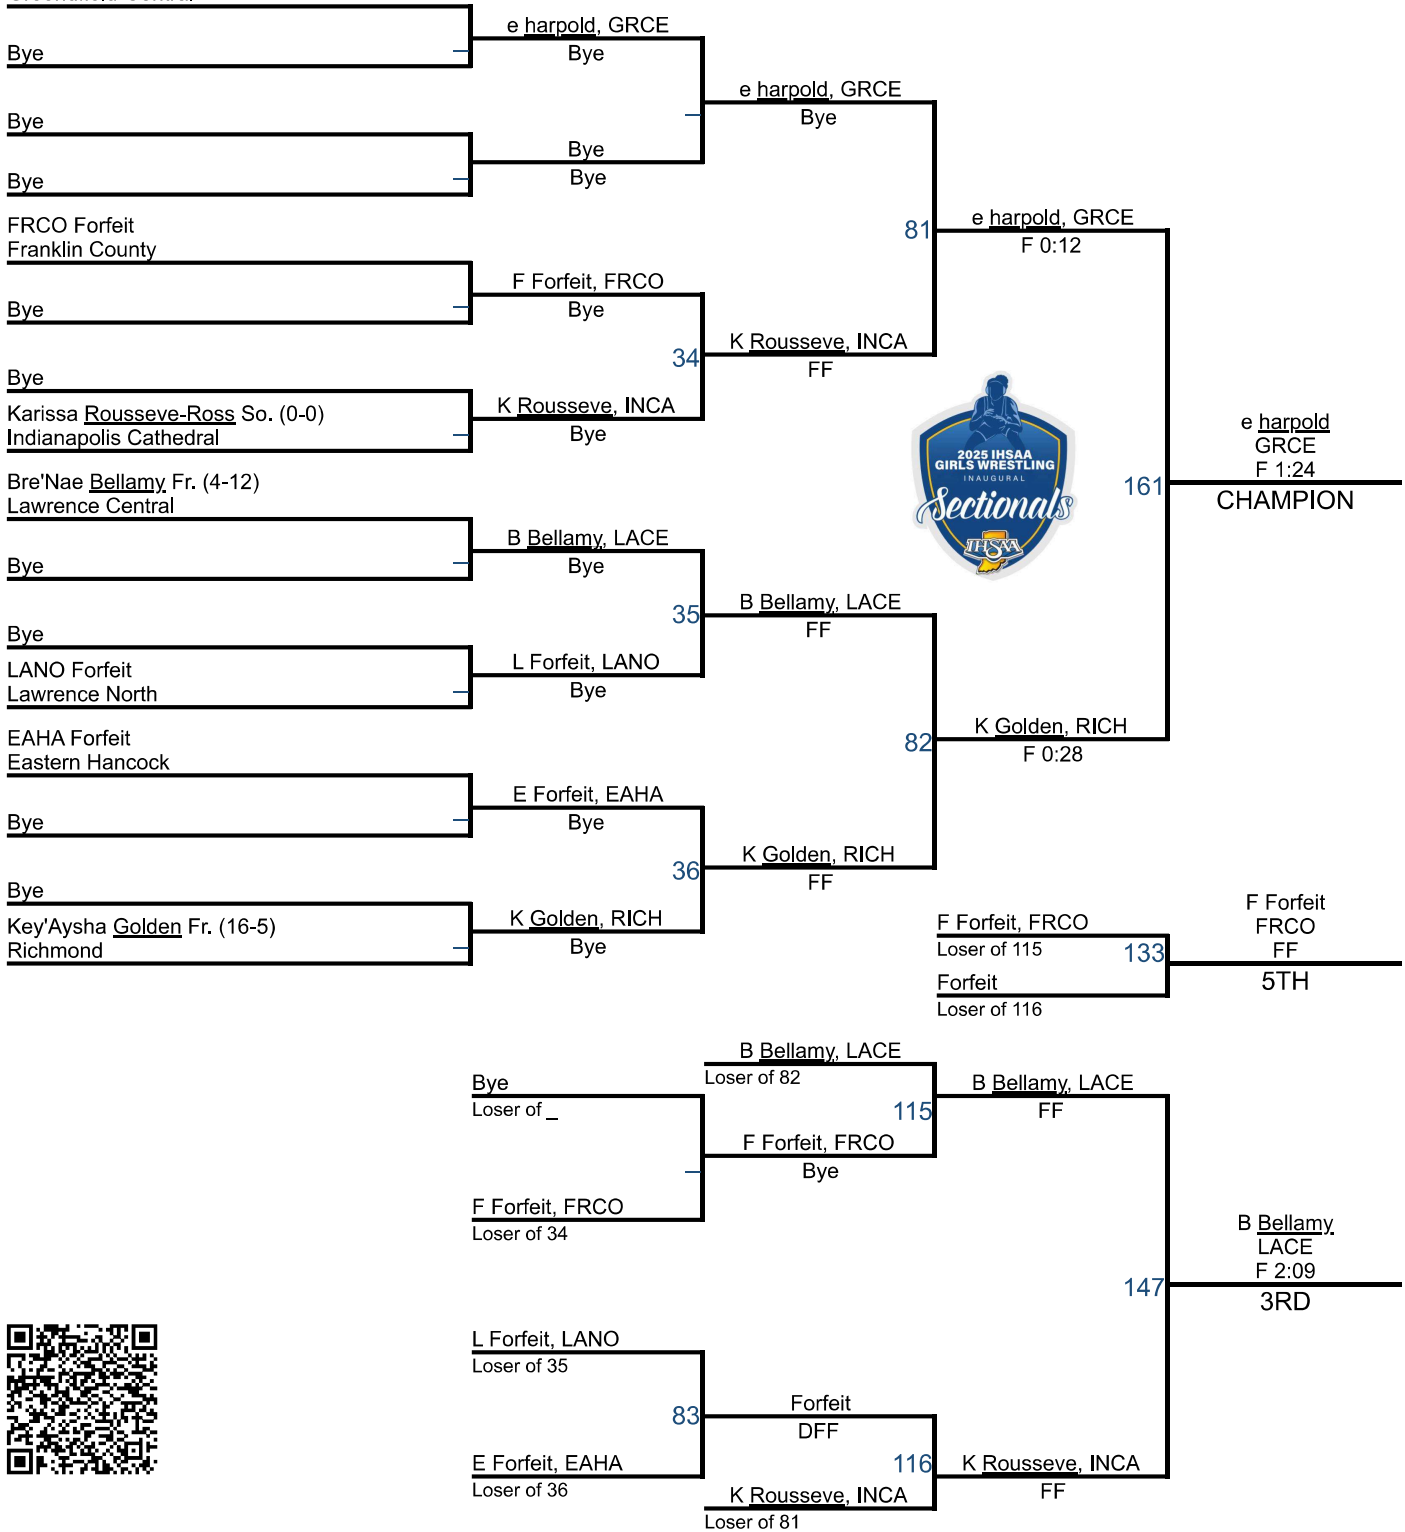 Bye
Bye
Bye
FRCO Forfeit
Franklin County
Bye
Bye
Karissa Rousseve-Ross So. (0-0)
Indianapolis Cathedral
Bre'Nae Bellamy Fr. (4-12)
Lawrence Central
Bye
Bye
LANO Forfeit
Lawrence North
EAHA Forfeit
Eastern Hancock
Bye
Bye
Key'Aysha Golden Fr. (16-5)
Richmond
e harpold, GRCE
Bye
Bye
Bye
F Forfeit, FRCO
Bye
34
K Rousseve, INCA
Bye
B Bellamy, LACE
Bye
35
L Forfeit, LANO
Bye
E Forfeit, EAHA
Bye
36
K Golden, RICH
Bye
e harpold, GRCE
Bye
81
K Rousseve, INCA
FF
B Bellamy, LACE
FF
82
K Golden, RICH
FF
e harpold, GRCE
F 0:12
2025 IHSAA
GIRLS WRESTLING
INAUGURAL
Sectionals
IHSAA
161
K Golden, RICH
F 0:28
e harpold
GRCE
F 1:24
CHAMPION
F Forfeit, FRCO
Loser of 115
133
Forfeit
Loser of 116
F Forfeit
FRCO
FF
5TH
Bye
Loser of _
F Forfeit, FRCO
Loser of 34
B Bellamy, LACE
Loser of 82
115
F Forfeit, FRCO
Bye
B Bellamy, LACE
FF
L Forfeit, LANO
Loser of 35
83
E Forfeit, EAHA
Loser of 36
Forfeit
DFF
116
K Rousseve, INCA
Loser of 81
K Rousseve, INCA
FF
147
B Bellamy
LACE
F 2:09
3RD